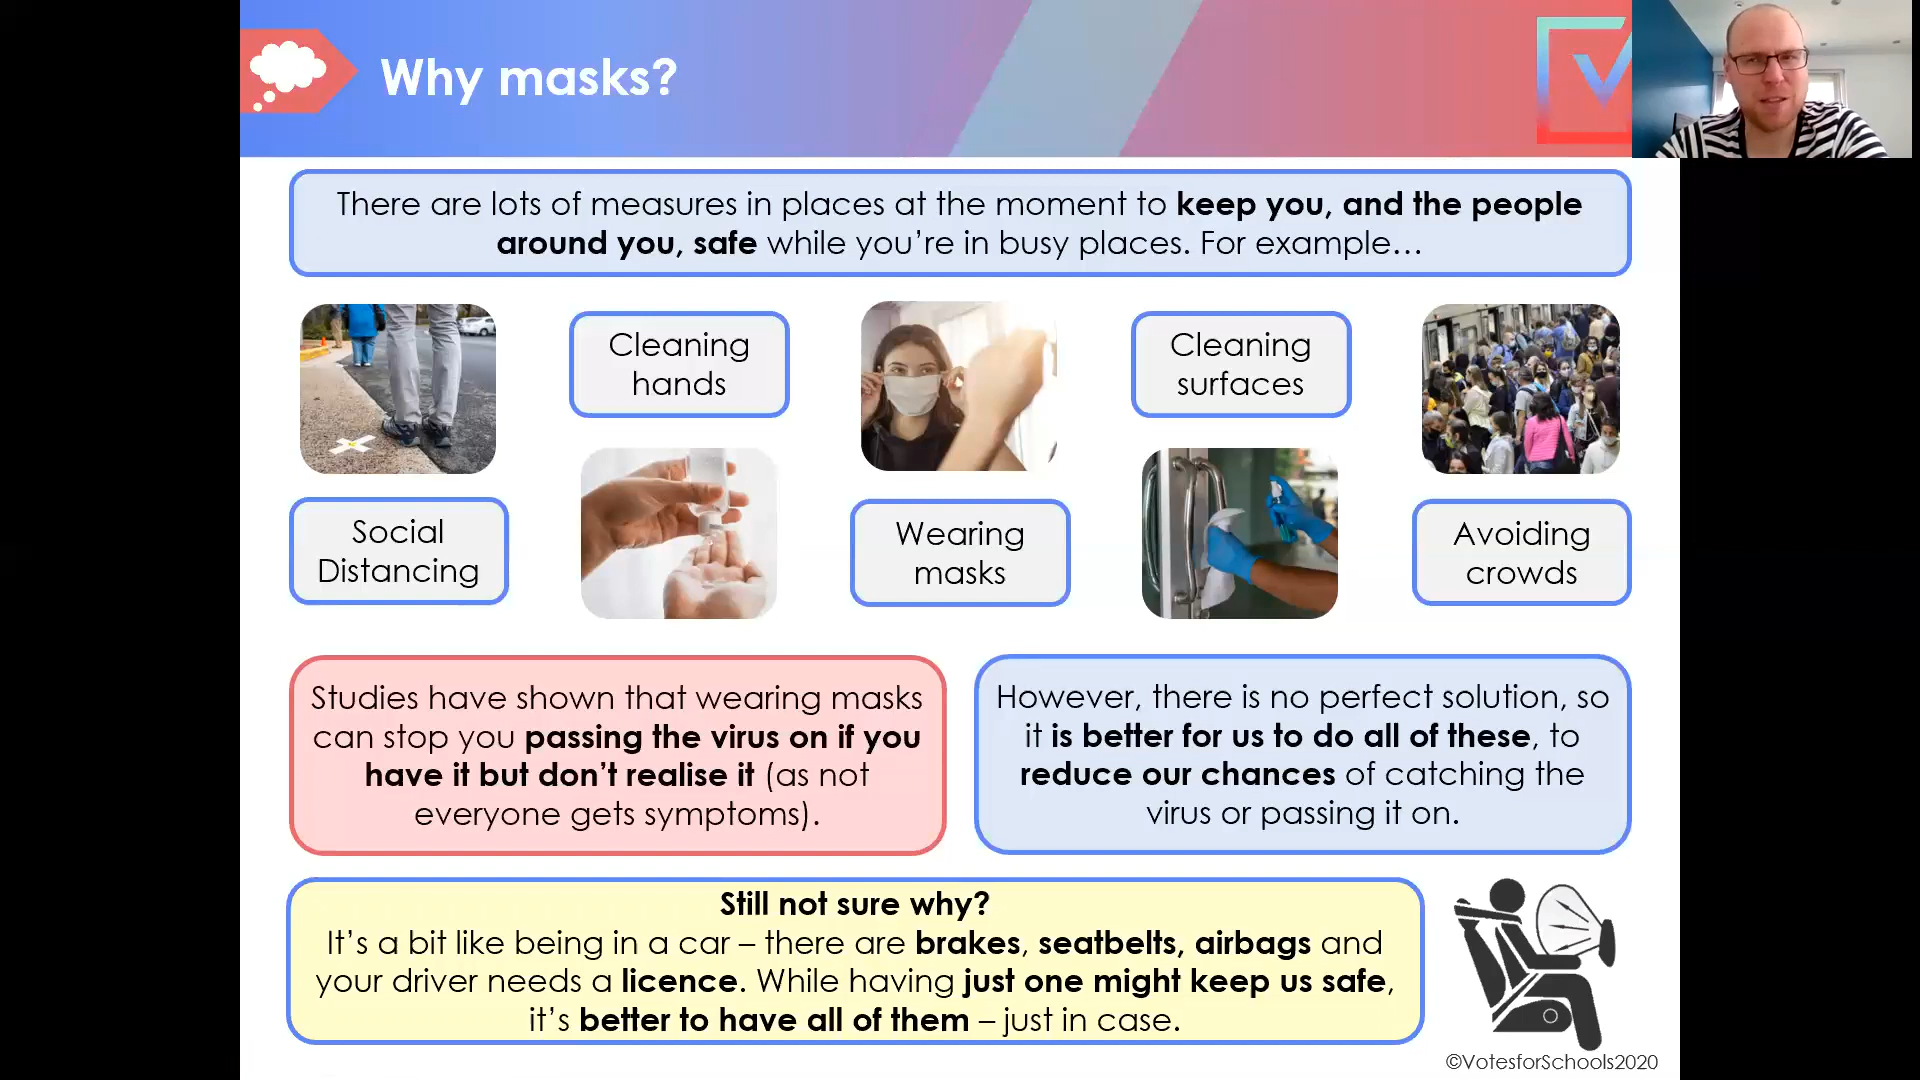 Why masks?
There are lots of measures in places at the moment to keep you, and the people
around you, safe while you're in busy places. For example...
Cleaning
hands
Cleaning
surfaces
Social
Distancing
Wearing
masks
Avoiding
crowds
Studies have shown that wearing masks
can stop you passing the virus on if you
have it but don't realise it (as not
everyone gets symptoms).
However, there is no perfect solution, so
it is better for us to do all of these, to
reduce our chances of catching the
virus or passing it on.
Still not sure why?
It's a bit like being in a car – there are brakes, seatbelts, airbags and
your driver needs a licence. While having just one might keep us safe,
it's better to have all of them – just in case.
©VotesforSchools2020